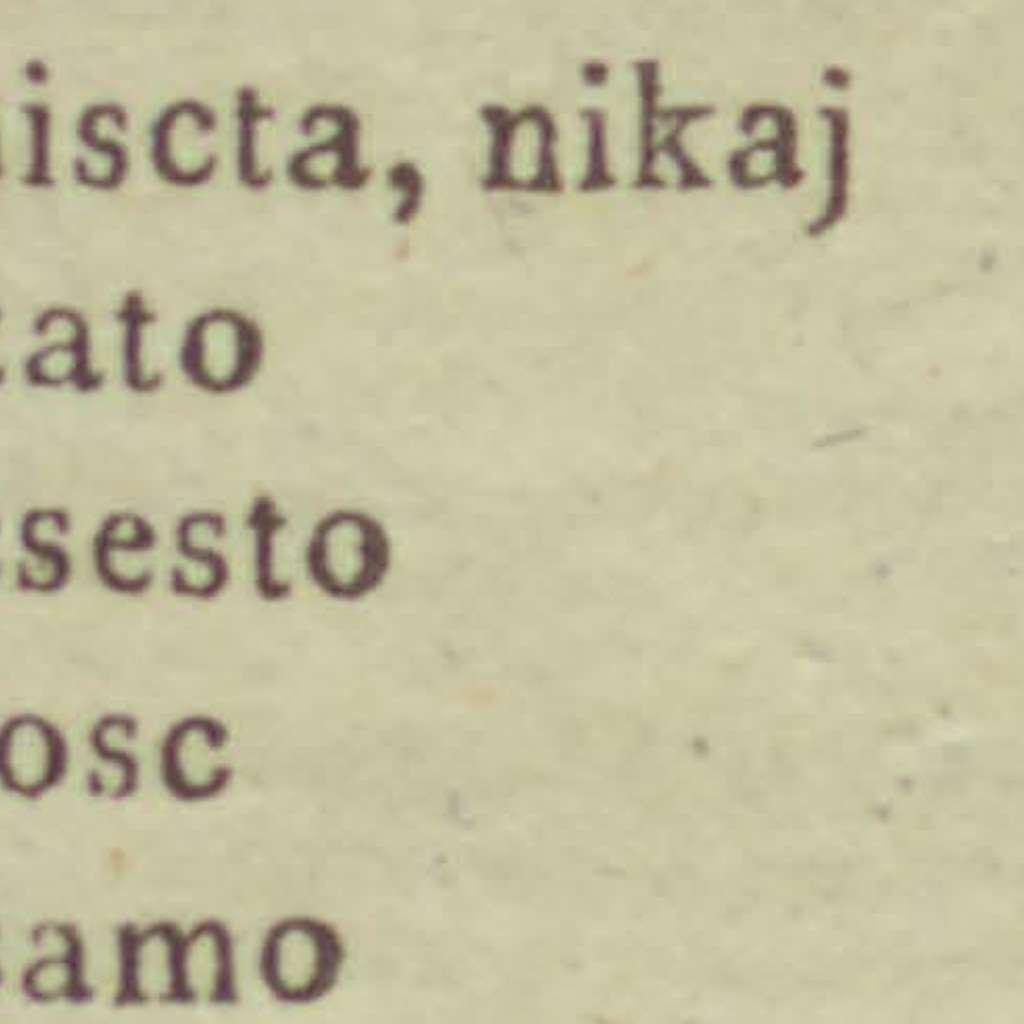 iscta, nikaj
ato
sesto
osc
amo